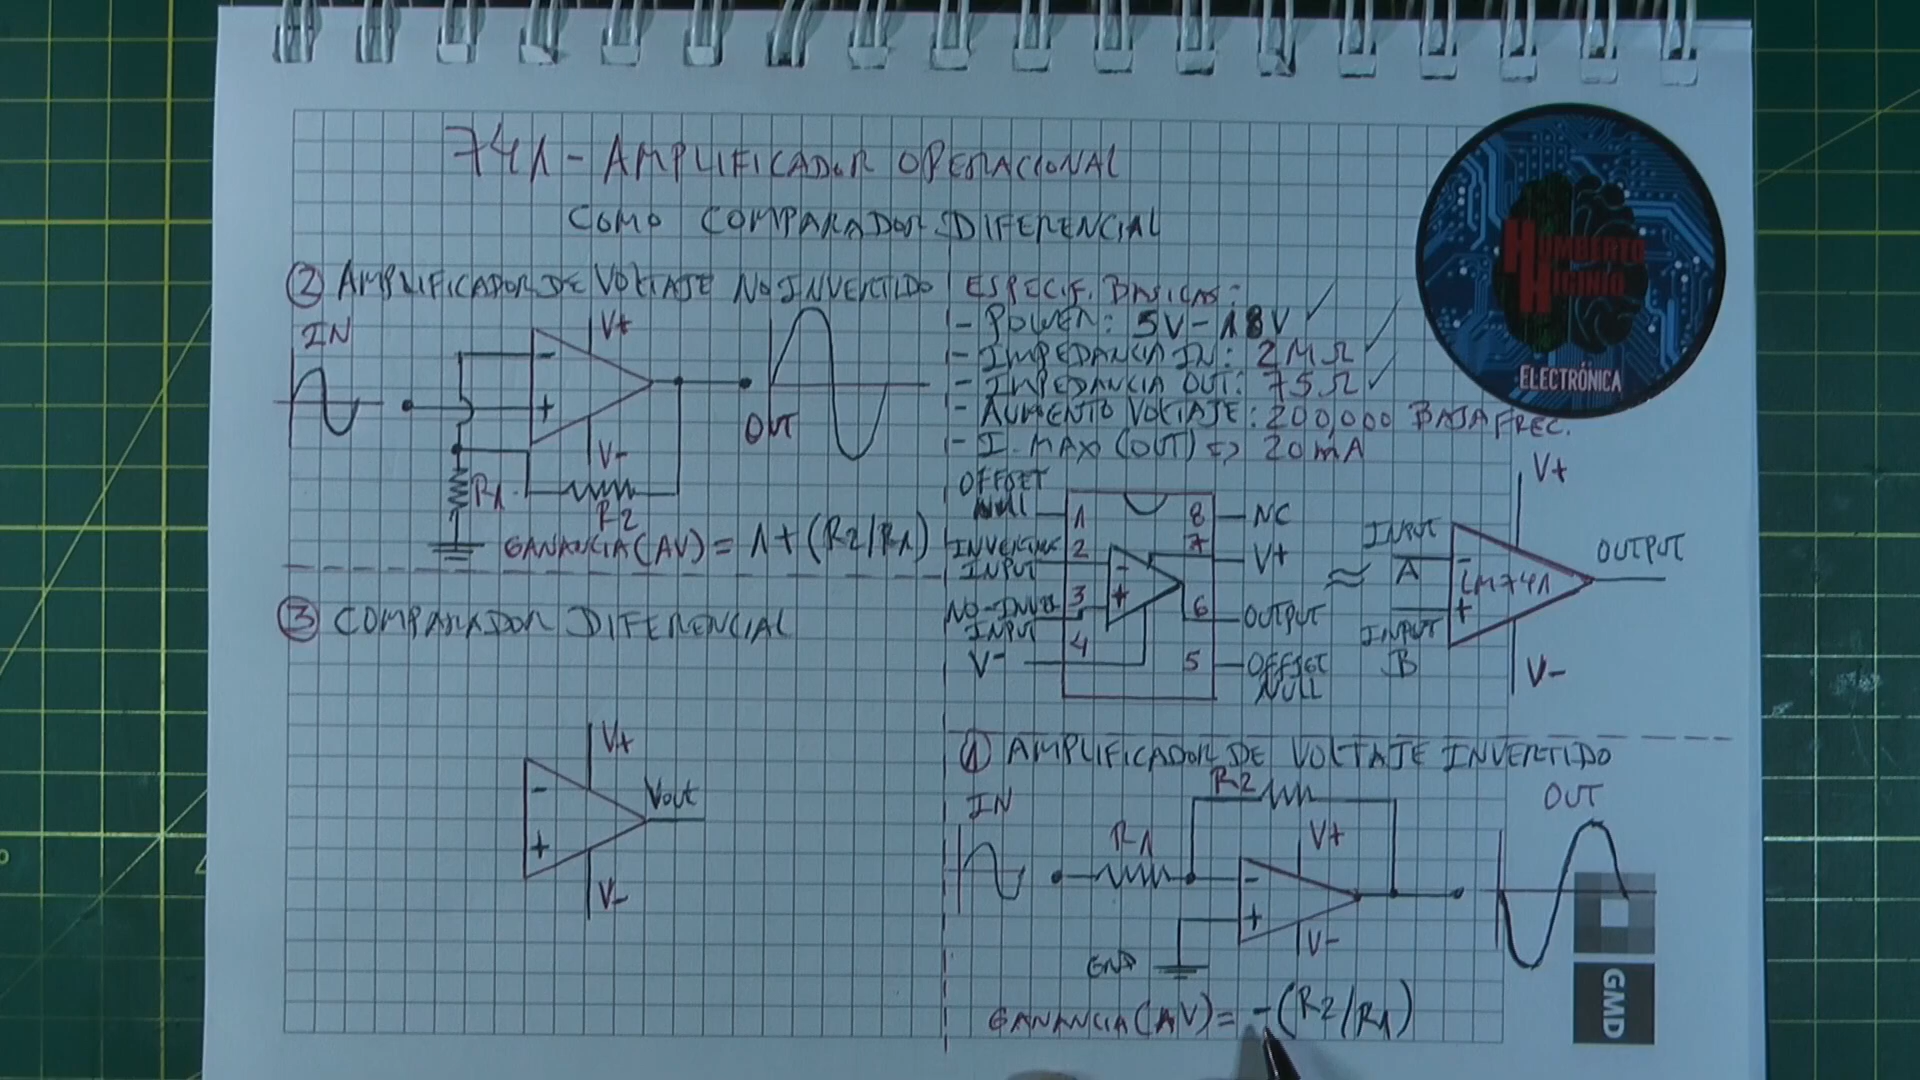 741 - AMPLIFICADOR OPERACIONAL
COMO COMPARADOR DIFERENCIAL
② AMPLIFICADOR DE VOLTAJE NO INVERTIDO
IN
V+
-
+
V-
OUT
R1
R2
GANANCIA (AV) = 1 + (R2/R1)
③ COMPARADOR DIFERENCIAL
V+
-
Vout
+
V-
ESPECIF. BASICAS:
- POWER: 5V - 18V ✓
- IMPEDANCIA IN: 2MΩ ✓
- IMPEDANCIA OUT: 75Ω ✓
- AUMENTO VOLTAJE: 200,000 BAJA FREC.
- I. MAX (OUT) => 20mA
OFFSET
NULL
1
8
NC
INVERTING
INPUT
2
7
V+
-
+
NO-INVER
INPUT
3
6
OUTPUT
V-
4
5
OFFSET
NULL
≈
V+
INPUT
A
-
LM741
OUTPUT
+
INPUT
B
V-
① AMPLIFICADOR DE VOLTAJE INVERTIDO
IN
R2
OUT
R1
V+
-
+
V-
GND
GANANCIA (AV) = -(R2/R1)
HUMBERTO
HIGINIO
ELECTRÓNICA
GMD